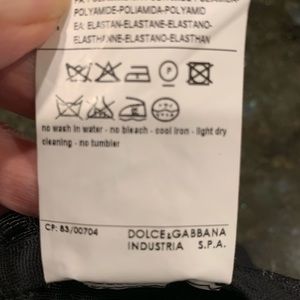 POLYAMIDE-POLIAMIDA-POLYAMID
EA: ELASTAN-ELASTANE-ELASTANO-
ELASTHANNE-ELASTANO-ELASTHAN
no wash in water - no bleach - cool iron - light dry
cleaning - no tumbler
CP: 83/00704
DOLCE&GABBANA
INDUSTRIA S.P.A.